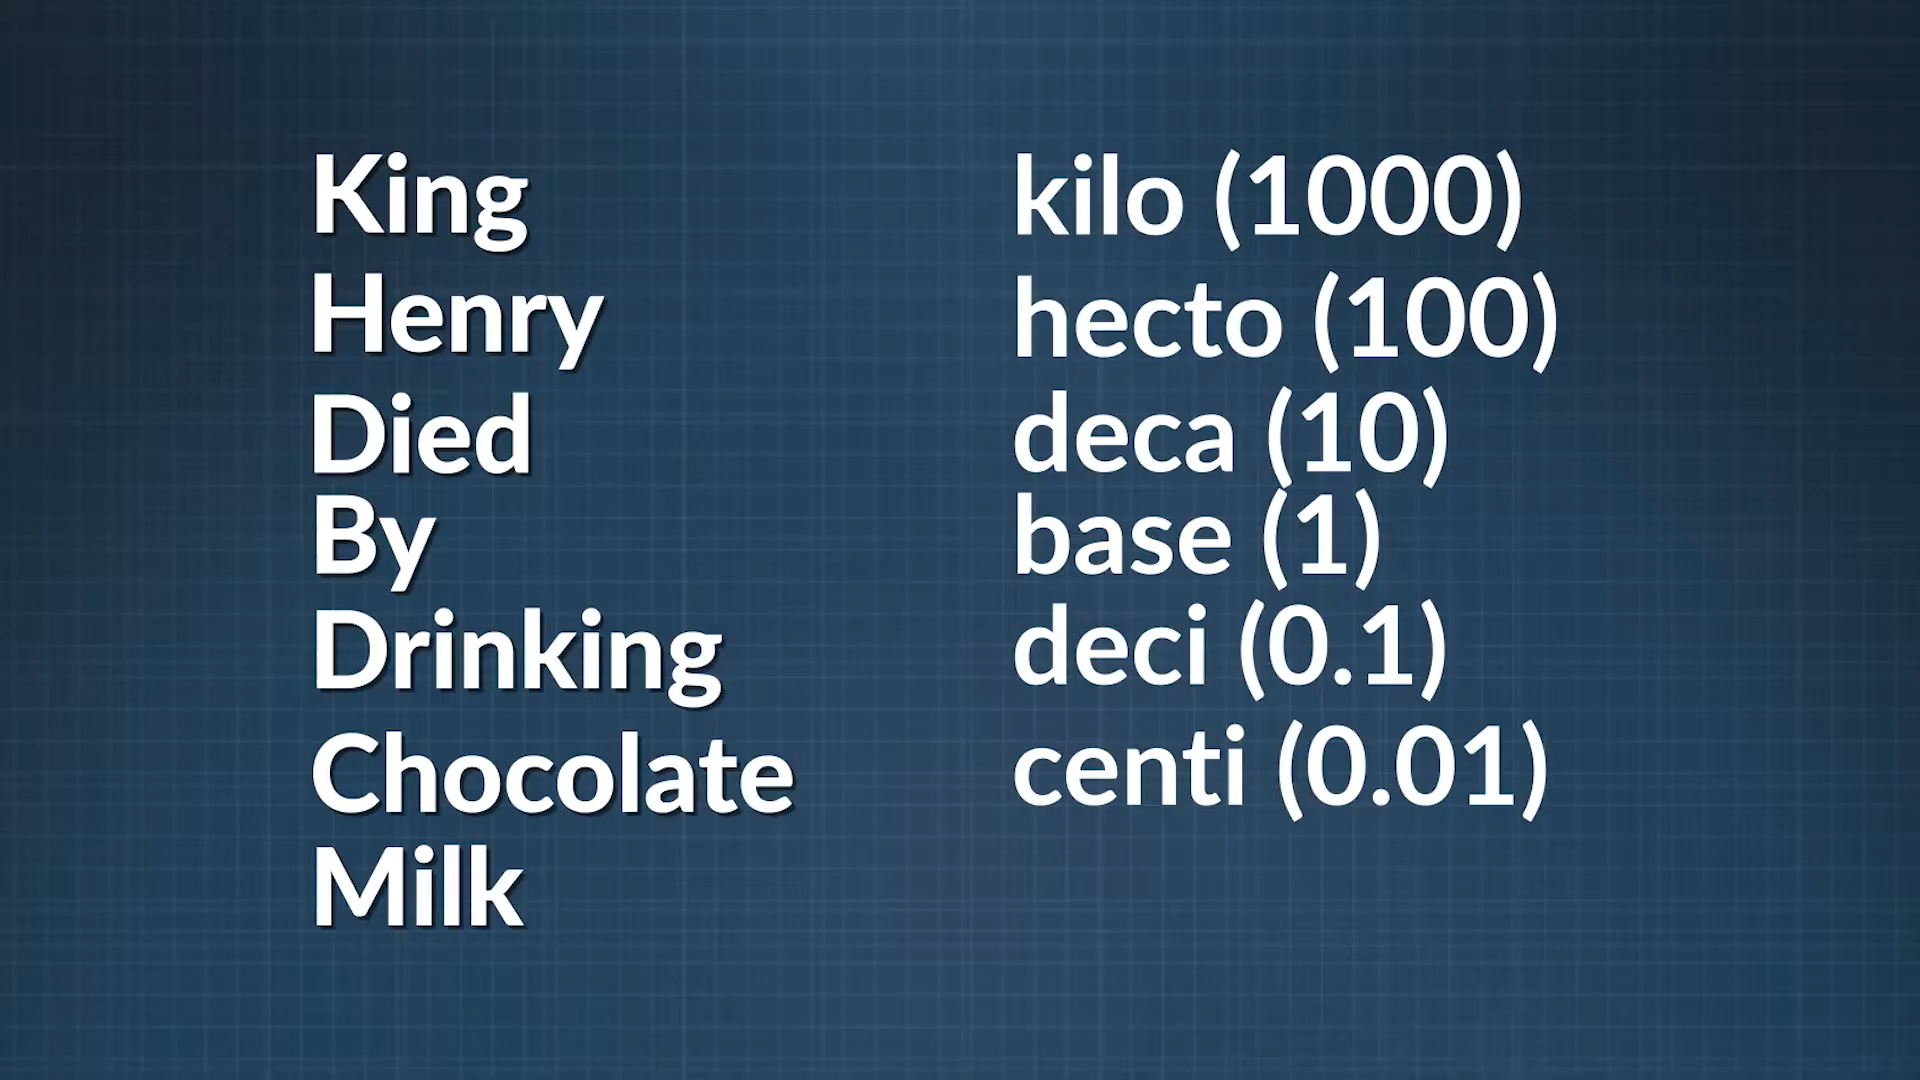 King kilo (1000)
Henry hecto (100)
Died deca (10)
By base (1)
Drinking deci (0.1)
Chocolate centi (0.01)
Milk